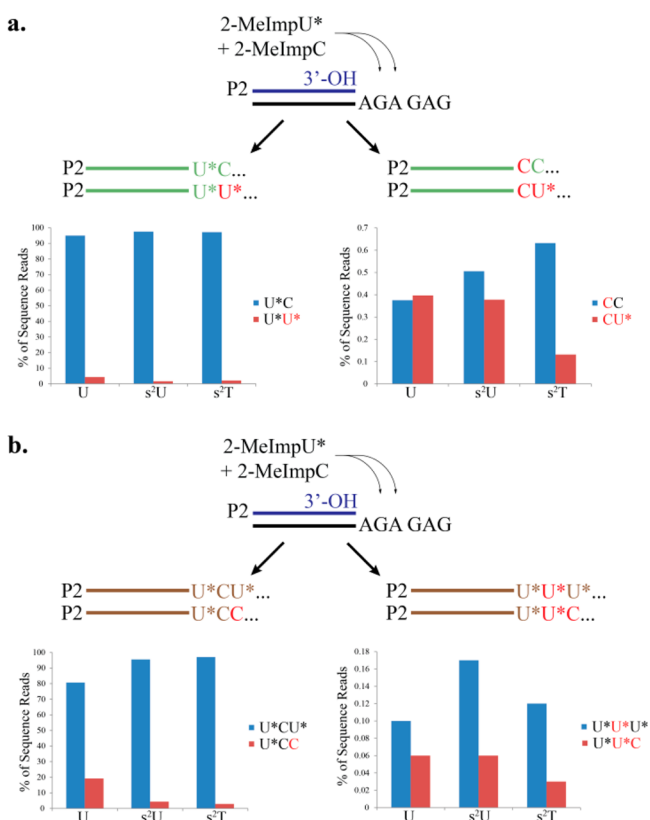 a.
2-MeImpU*
+ 2-MeImpC
3'-OH
P2
AGA GAG
P2 U*C...
P2 U*U*...
P2 CC...
P2 CU*...
% of Sequence Reads
100
90
80
70
60
50
40
30
20
10
0
U s²U s²T
U*C
U*U*
% of Sequence Reads
0.7
0.6
0.5
0.4
0.3
0.2
0.1
0
U s²U s²T
CC
CU*
b.
2-MeImpU*
+ 2-MeImpC
3'-OH
P2
AGA GAG
P2 U*CU*...
P2 U*CC...
P2 U*U*U*...
P2 U*U*C...
% of Sequence Reads
100
90
80
70
60
50
40
30
20
10
0
U s²U s²T
U*CU*
U*CC
% of Sequence Reads
0.18
0.16
0.14
0.12
0.10
0.08
0.06
0.04
0.02
0
U s²U s²T
U*U*U*
U*U*C